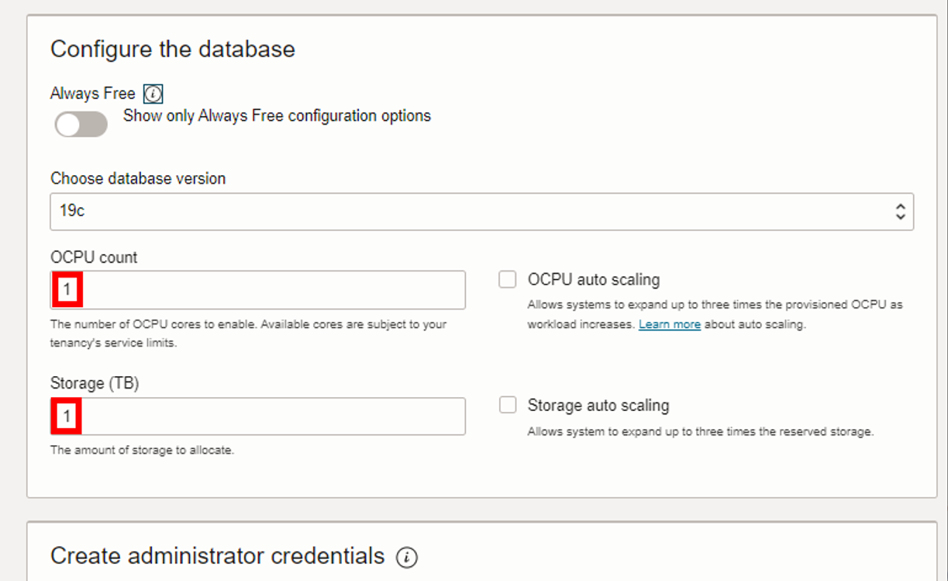 Configure the database
Always Free
Show only Always Free configuration options
Choose database version
19c
OCPU count
1
The number of OCPU cores to enable. Available cores are subject to your
tenancy's service limits.
OCPU auto scaling
Allows systems to expand up to three times the provisioned OCPU as
workload increases. Learn more about auto scaling.
Storage (TB)
1
The amount of storage to allocate.
Storage auto scaling
Allows system to expand up to three times the reserved storage.
Create administrator credentials